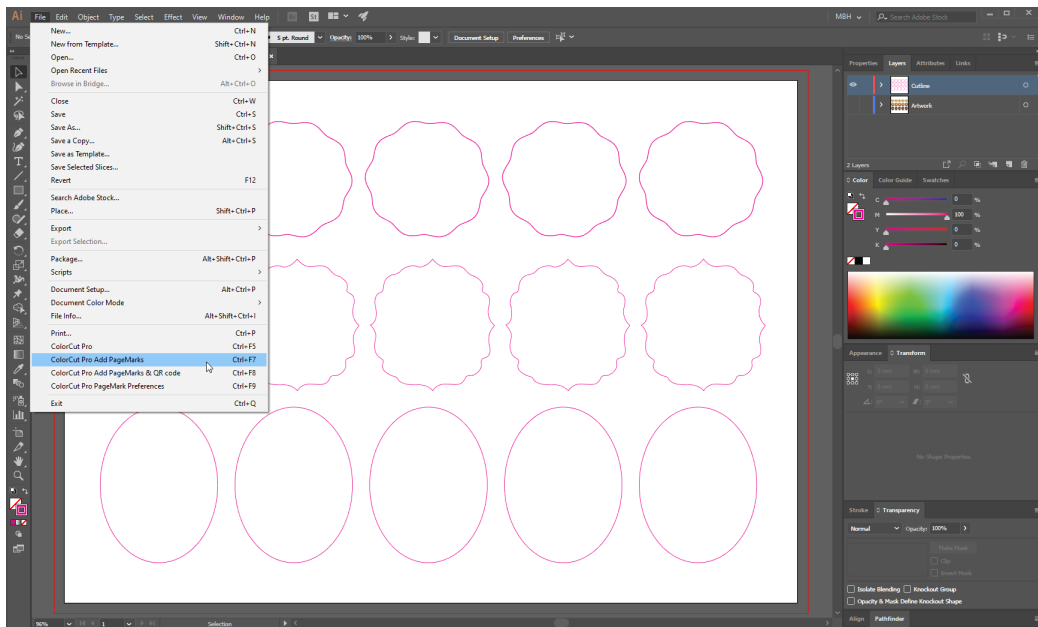 Ai File Edit Object Type Select Effect View Window Help St MBH Search Adobe Stock
No Se 5 pt. Round Opacity: 100% Style: Document Setup Preferences
New... Ctrl+N
New from Template... Shift+Ctrl+N
Open... Ctrl+O
Open Recent Files
Browse in Bridge... Alt+Ctrl+O
Close Ctrl+W
Save Ctrl+S
Save As... Shift+Ctrl+S
Save a Copy... Alt+Ctrl+S
Save as Template...
Save Selected Slices...
Revert F12
Search Adobe Stock...
Place... Shift+Ctrl+P
Export
Export Selection...
Package... Alt+Shift+Ctrl+P
Scripts
Document Setup... Alt+Ctrl+P
Document Color Mode
File Info... Alt+Shift+Ctrl+I
Print... Ctrl+P
ColorCut Pro Ctrl+F5
ColorCut Pro Add PageMarks Ctrl+F7
ColorCut Pro Add PageMarks & QR code Ctrl+F8
ColorCut Pro PageMark Preferences Ctrl+F9
Exit Ctrl+Q
Properties Layers Attributes Links
Cutline
Artwork
2 Layers
Color Color Guide Swatches
C 0 %
M 100 %
Y 0 %
K 0 %
Appearance Transform
No Shape Properties
Stroke Transparency
Normal Opacity: 100%
Make Mask
Clip
Invert Mask
Isolate Blending Knockout Group
Opacity & Mask Define Knockout Shape
Align Pathfinder
96% 1 Selection